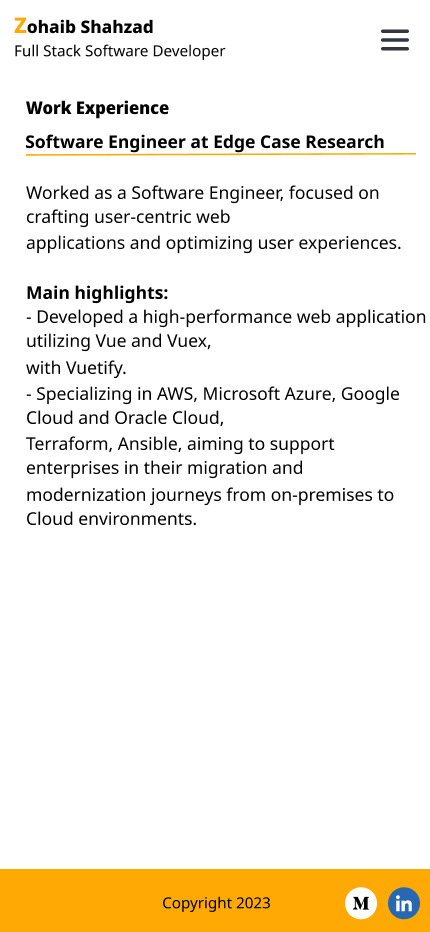 Zohaib Shahzad
Full Stack Software Developer
Work Experience
Software Engineer at Edge Case Research
Worked as a Software Engineer, focused on
crafting user-centric web
applications and optimizing user experiences.
Main highlights:
- Developed a high-performance web application
utilizing Vue and Vuex,
with Vuetify.
- Specializing in AWS, Microsoft Azure, Google
Cloud and Oracle Cloud,
Terraform, Ansible, aiming to support
enterprises in their migration and
modernization journeys from on-premises to
Cloud environments.
Copyright 2023
M
in